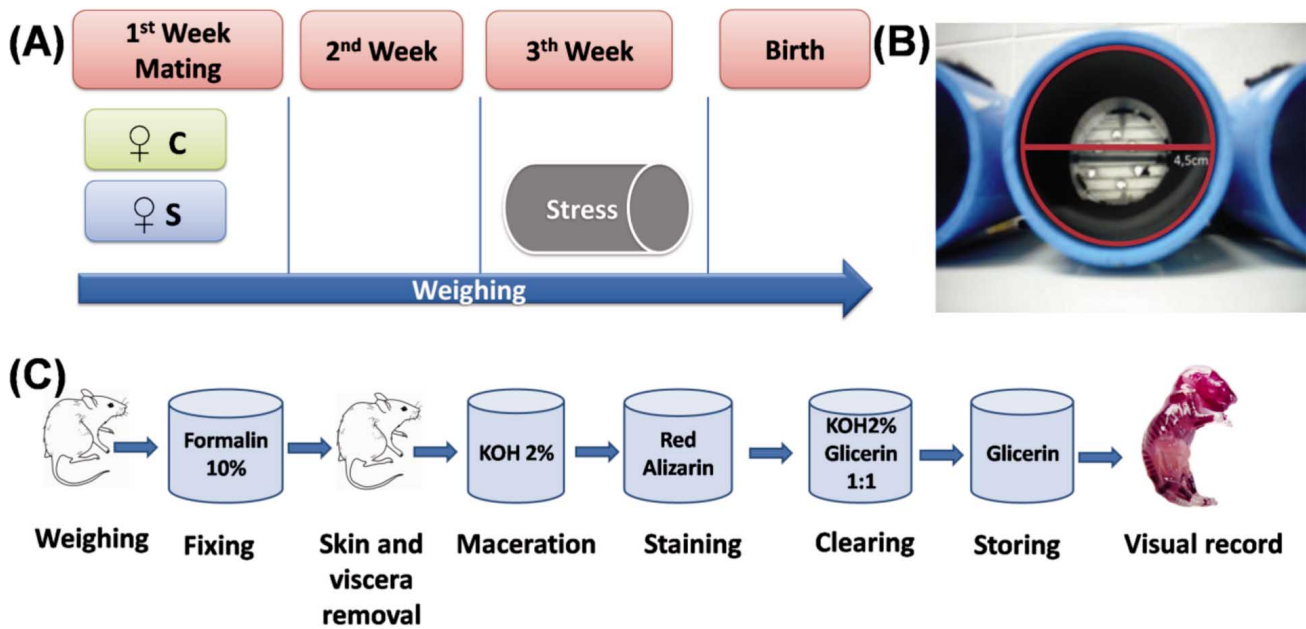 (A)
1st Week
Mating
2nd Week
3th Week
Birth
♀ C
♀ S
Stress
Weighing
(B)
4,5cm
(C)
Formalin
10%
KOH 2%
Red
Alizarin
KOH2%
Glicerin
1:1
Glicerin
Weighing
Fixing
Skin and
viscera
removal
Maceration
Staining
Clearing
Storing
Visual record